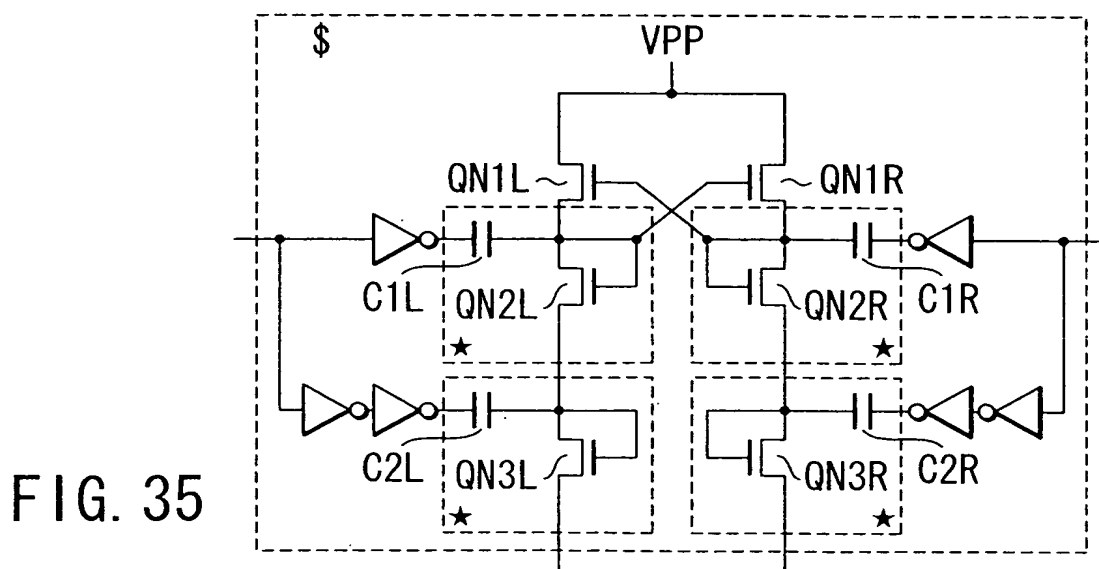 $
VPP
QN1L
QN1R
C1L
QN2L
QN2R
C1R
★
★
C2L
QN3L
QN3R
C2R
★
★
FIG. 35